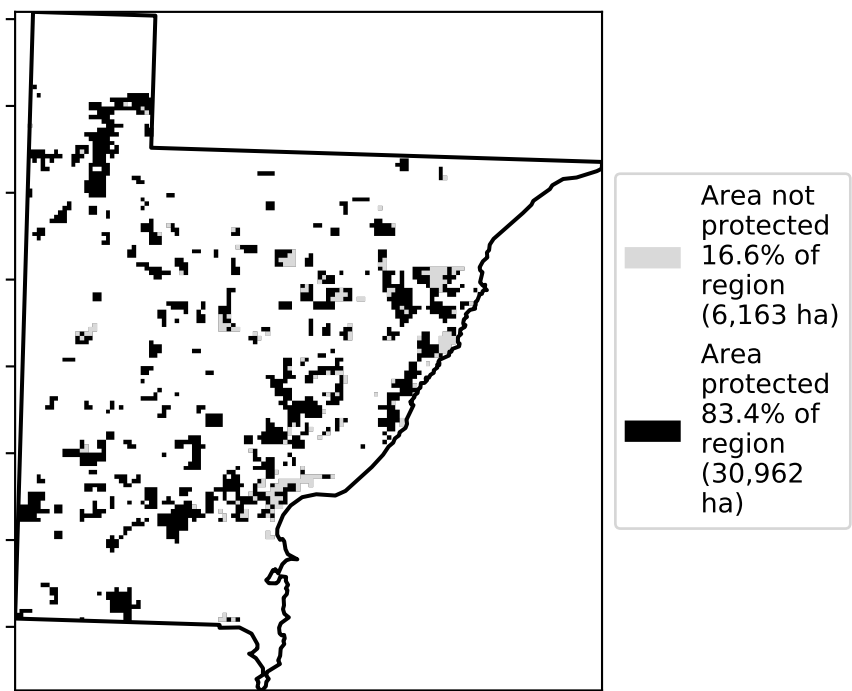 Area not
protected
16.6% of
region
(6,163 ha)
Area
protected
83.4% of
region
(30,962
ha)